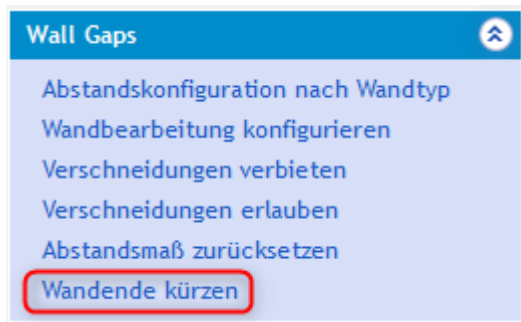 Wall Gaps
Abstandskonfiguration nach Wandtyp
Wandbearbeitung konfigurieren
Verschneidungen verbieten
Verschneidungen erlauben
Abstandsmaß zurücksetzen
Wandende kürzen